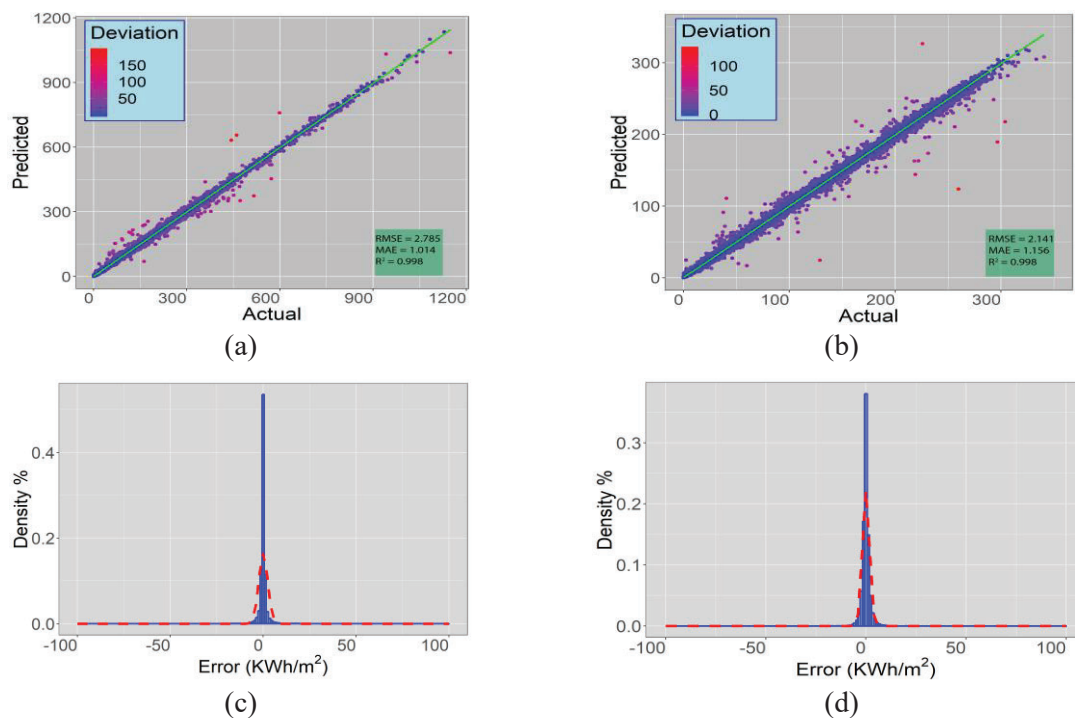 1200
900
600
300
0
Predicted
Deviation
150
100
50
RMSE = 2.785
MAE = 1.014
R² = 0.998
0
300
600
900
1200
Actual
(a)
300
200
100
0
Predicted
Deviation
100
50
0
RMSE = 2.141
MAE = 1.156
R² = 0.998
0
100
200
300
Actual
(b)
0.4
0.2
0.0
Density %
-100
-50
0
50
100
Error (KWh/m²)
(c)
0.3
0.2
0.1
0.0
Density %
-100
-50
0
50
100
Error (KWh/m²)
(d)